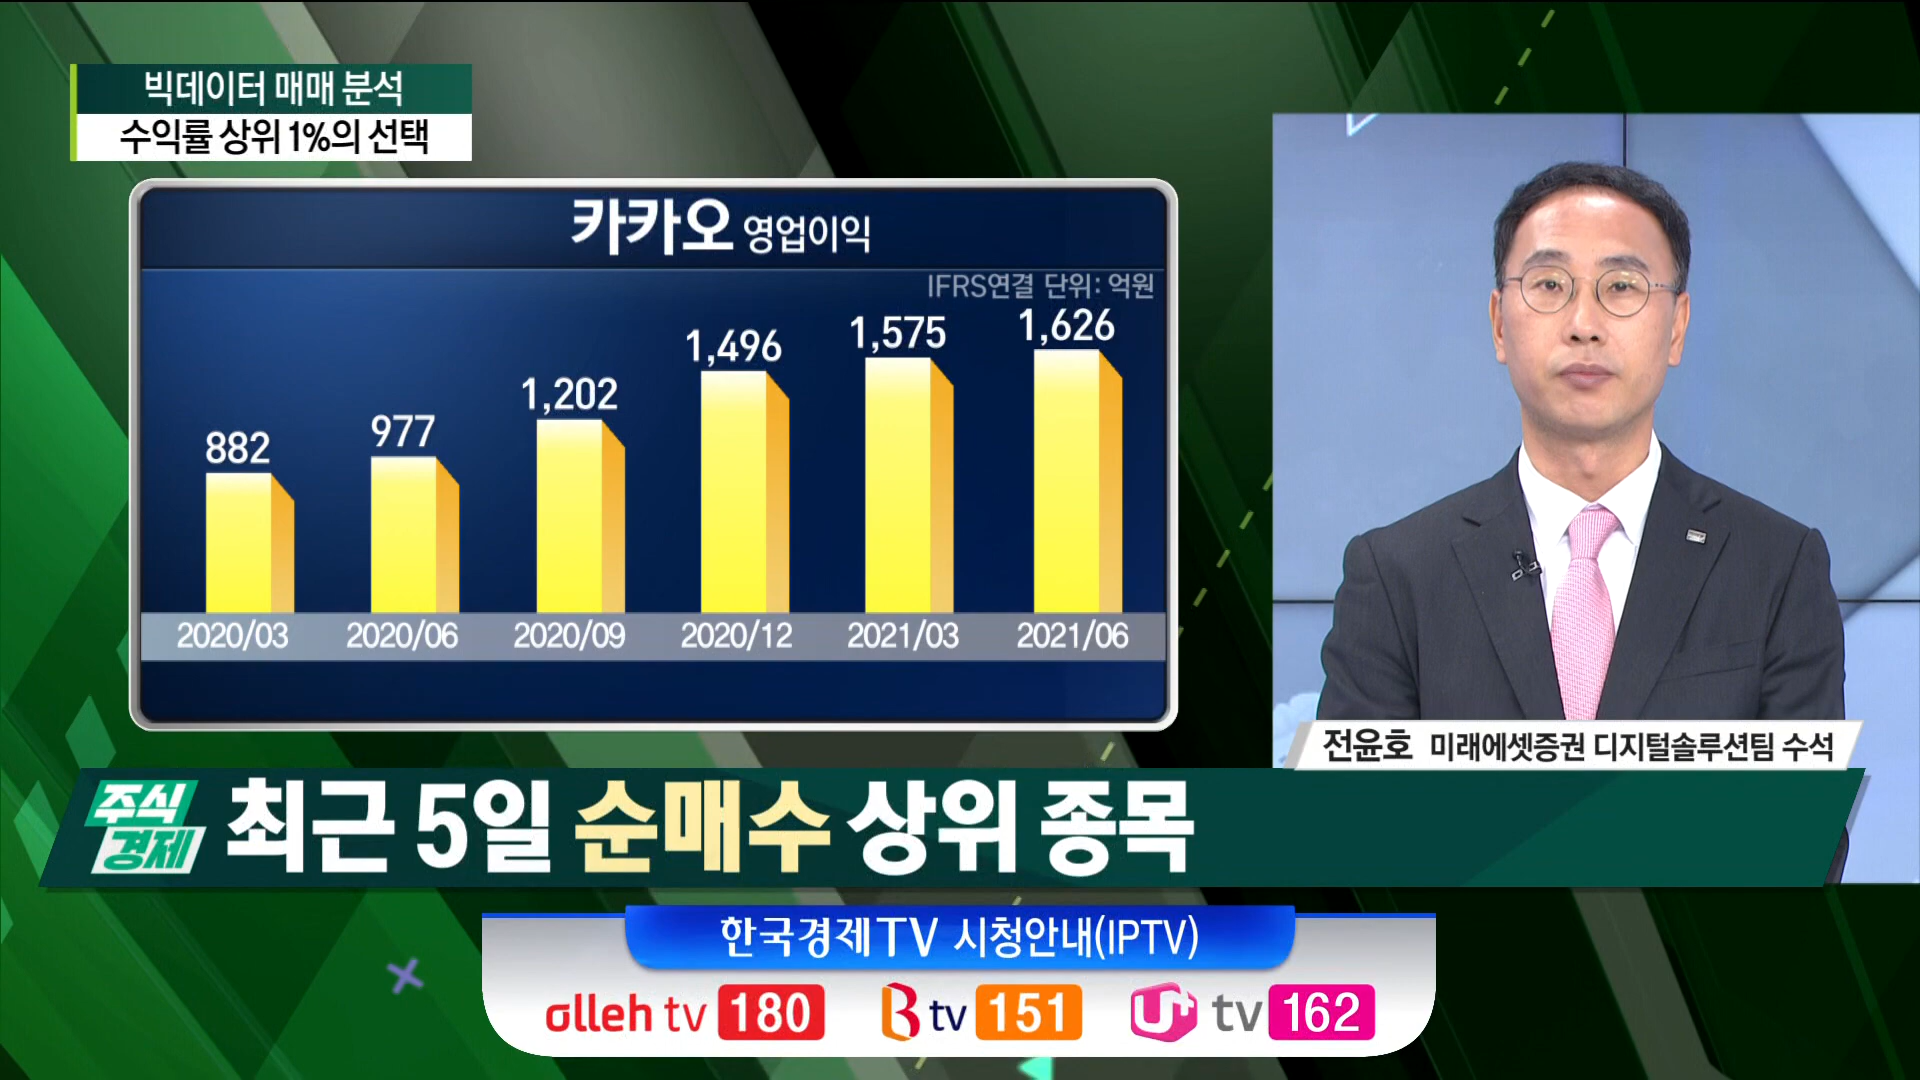 빅데이터 매매 분석
수익률 상위 1%의 선택
카카오 영업이익
IFRS연결 단위: 억원
882 977 1,202 1,496 1,575 1,626
2020/03 2020/06 2020/09 2020/12 2021/03 2021/06
전윤호 미래에셋증권 디지털솔루션팀 수석
주식
경제
최근 5일 순매수 상위 종목
한국경제TV 시청안내(IPTV)
olleh tv 180 B tv 151 U+ tv 162